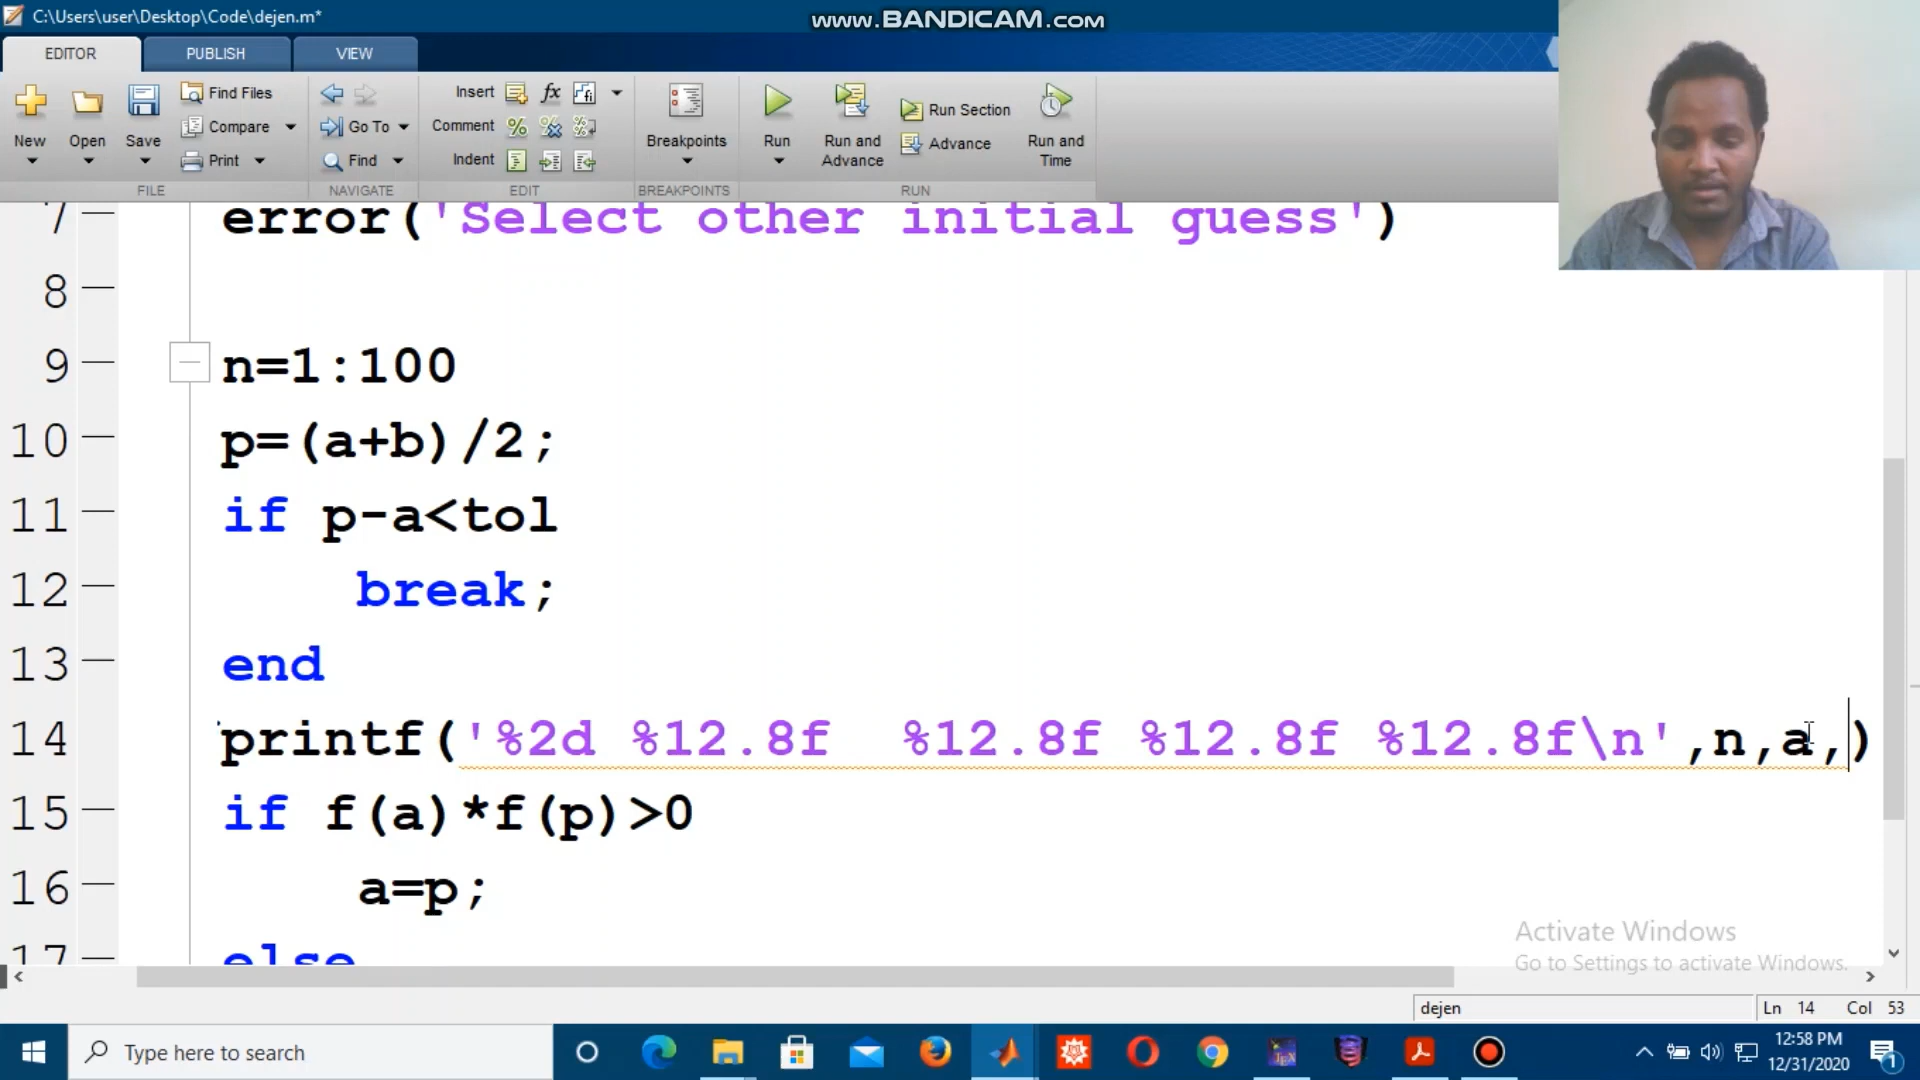 C:\Users\user\Desktop\Code\dejen.m*
www.BANDICAM.com
EDITOR PUBLISH VIEW
New Open Save Find Files Compare Print
Go To Find
Insert fx
Comment
Indent
Breakpoints
Run Run and Advance Run Section Advance Run and Time
FILE NAVIGATE EDIT BREAKPOINTS RUN
7 error('Select other initial guess')
8
9 n=1:100
10 p=(a+b)/2;
11 if p-a<tol
12 break;
13 end
14 printf('%2d %12.8f  %12.8f %12.8f %12.8f\n',n,a,)
15 if f(a)*f(p)>0
16 a=p;
17 else
Activate Windows
Go to Settings to activate Windows.
dejen Ln 14 Col 53
Type here to search
12:58 PM
12/31/2020
1